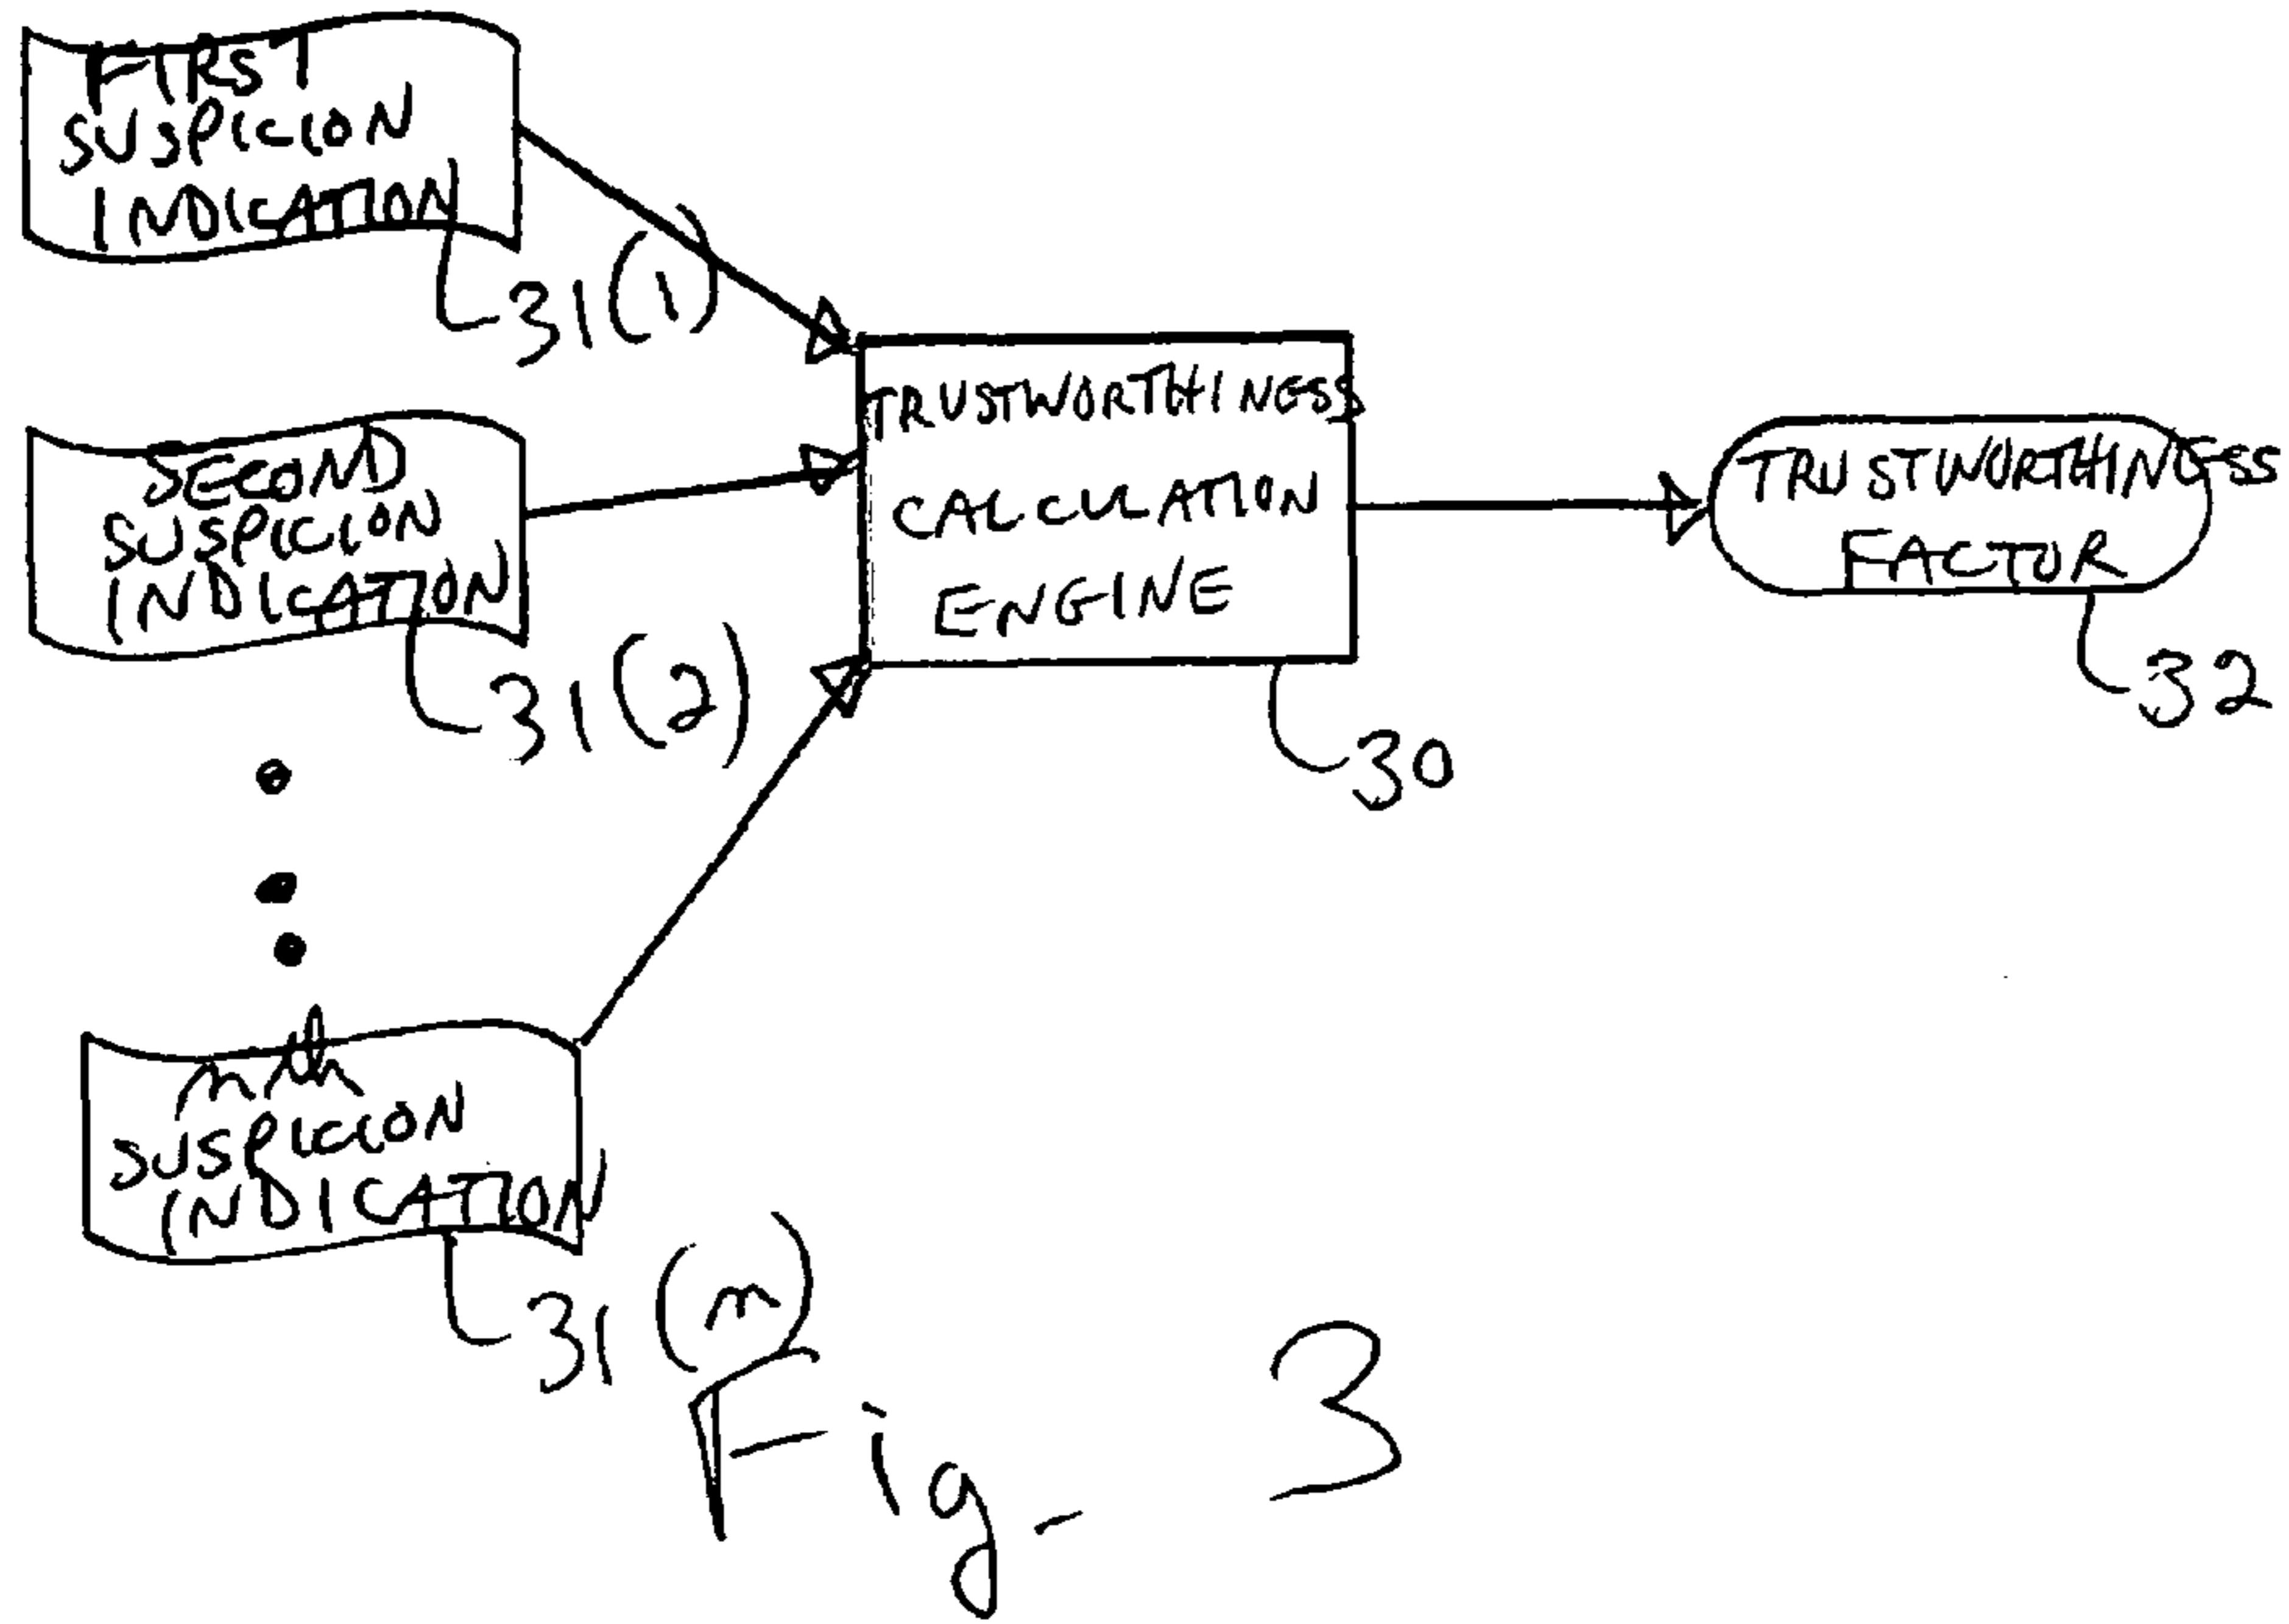 FIRST
SUSPICION
INDICATION
31(1)
SECOND
SUSPICION
INDICATION
31(2)
nth
SUSPICION
INDICATION
31(n)
TRUSTWORTHINESS
CALCULATION
ENGINE
30
TRUSTWORTHINESS
FACTOR
32
Fig. 3